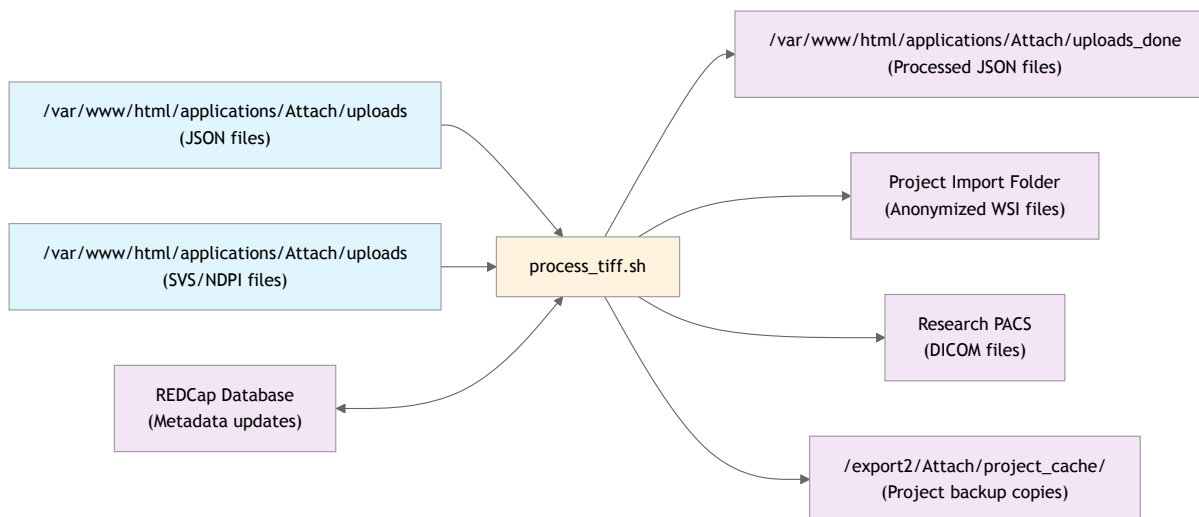 /var/www/html/applications/Attach/uploads
(JSON files)
/var/www/html/applications/Attach/uploads
(SVS/NDPI files)
REDCap Database
(Metadata updates)
process_tiff.sh
/var/www/html/applications/Attach/uploads_done
(Processed JSON files)
Project Import Folder
(Anonymized WSI files)
Research PACS
(DICOM files)
/export2/Attach/project_cache/
(Project backup copies)